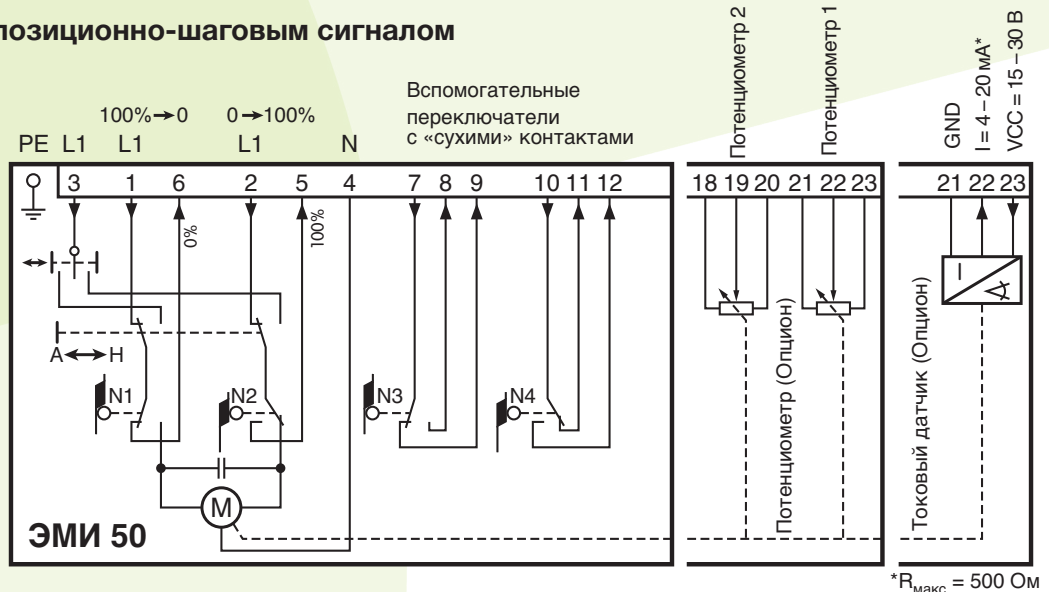 позиционно-шаговым сигналом
Вспомогательные
переключатели
с «сухими» контактами
100%→0 0→100%
PE L1 L1 L1 N
Потенциометр 2
Потенциометр 1
GND
I = 4 – 20 мА*
VCC = 15 – 30 В
3 1 6 2 5 4 7 8 9 10 11 12
18 19 20 21 22 23
21 22 23
0%
100%
A H
N1 N2 N3 N4
M
I
ЭМИ 50
Потенциометр (Опцион)
Токовый датчик (Опцион)
*Rмакс = 500 Ом